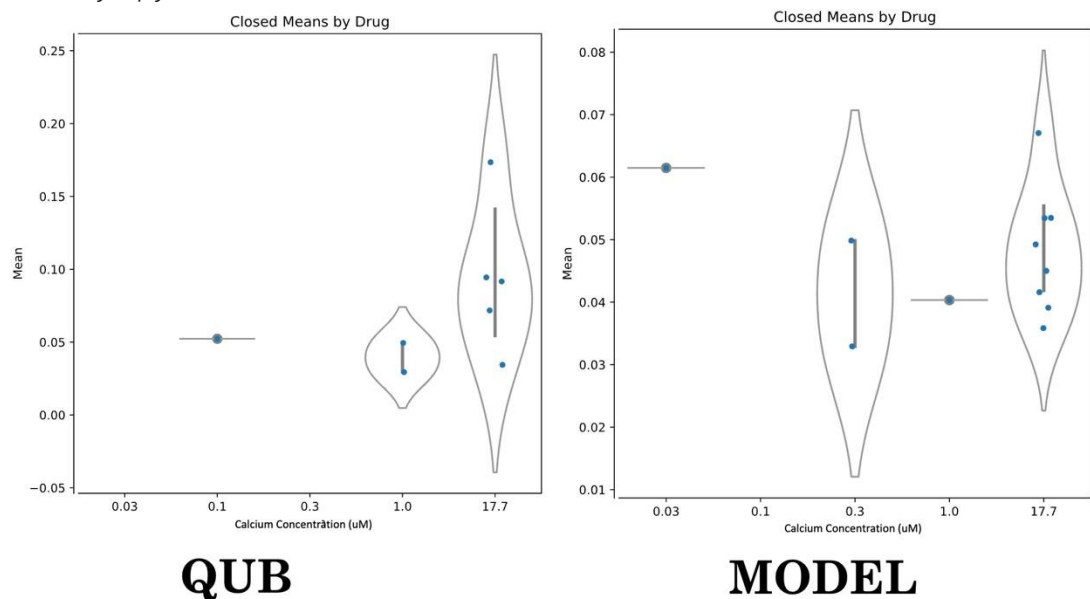 Closed Means by Drug
0.25
0.20
0.15
0.10
0.05
0.00
−0.05
Mean
0.03 0.1 0.3 1.0 17.7
Calcium Concentration (uM)
QUB
Closed Means by Drug
0.08
0.07
0.06
0.05
0.04
0.03
0.02
0.01
Mean
0.03 0.1 0.3 1.0 17.7
Calcium Concentration (uM)
MODEL